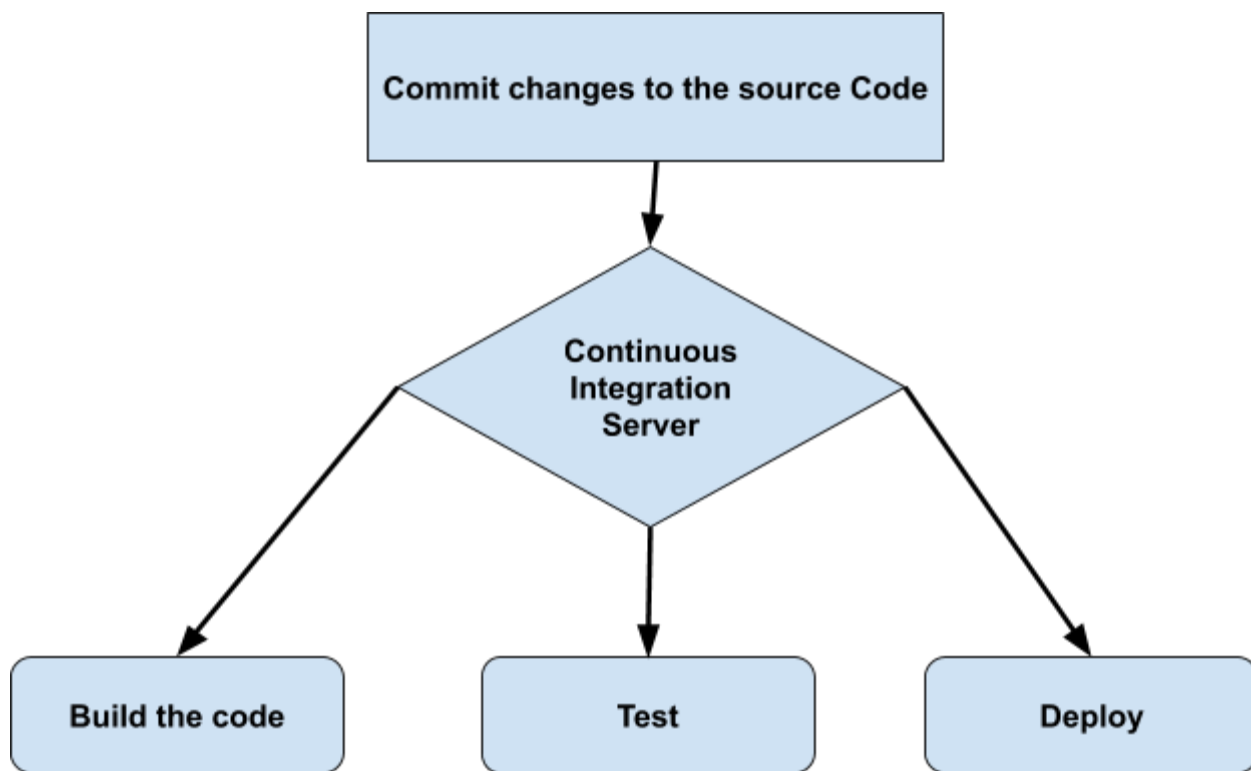 Commit changes to the source Code
Continuous
Integration
Server
Build the code
Test
Deploy